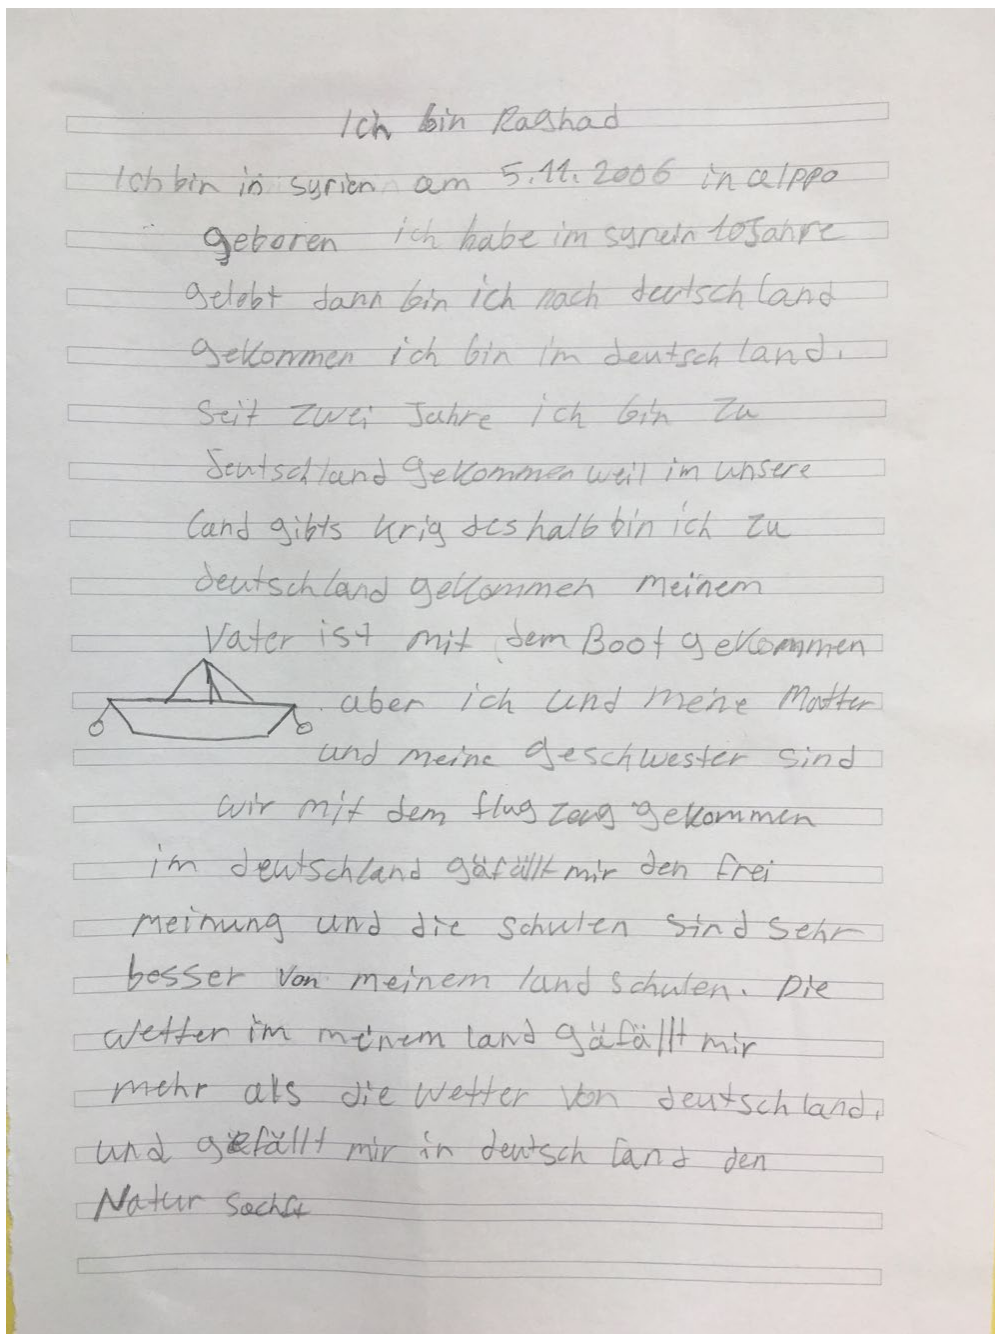 Ich bin Rashad
Ich bin in syrien am 5.11.2006 in alppo
geboren ich habe im syrein 10 Jahre
gelebt dann bin ich nach deutschland
gekommen ich bin im deutschland.
Seit zwei Jahre ich bin zu
deutschland gekommen weil im unsere
land gibts krig deshalb bin ich zu
deutschland gekommen meinem
Vater ist mit dem Boot gekommen
aber ich und meine Motter
und meine geschwester sind
wir mit dem flug zeug gekommen
im deutschland gäfällt mir den frei
meinung und die schulen sind sehr
besser von meinem land schulen. Die
wetter im meinem land gäfällt mir
mehr als die wetter von deutschland.
und gefällt mir in deutsch land den
Natur